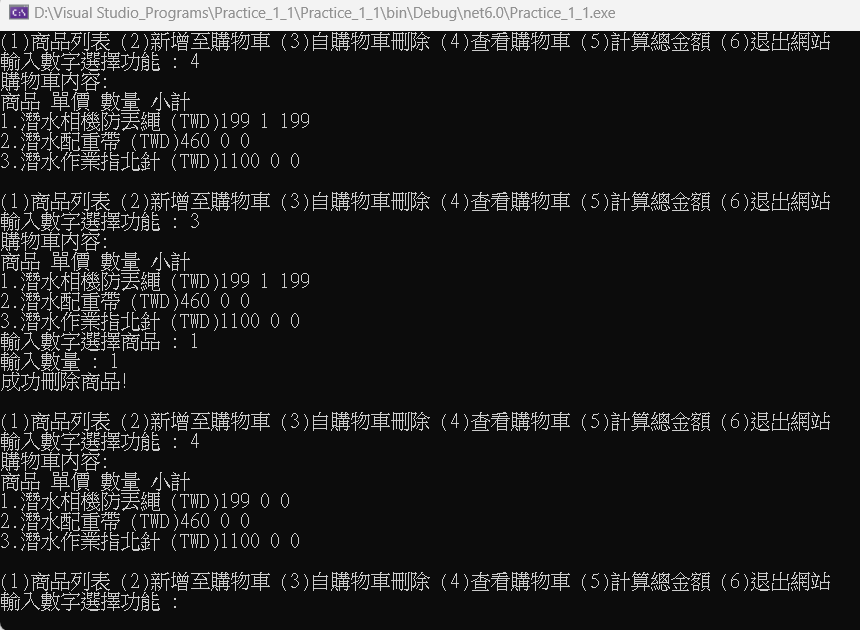 D:\Visual Studio_Programs\Practice_1_1\Practice_1_1\bin\Debug\net6.0\Practice_1_1.exe
(1)商品列表 (2)新增至購物車 (3)自購物車刪除 (4)查看購物車 (5)計算總金額 (6)退出網站
輸入數字選擇功能 : 4
購物車內容:
商品 單價 數量 小計
1.潛水相機防丟繩 (TWD)199 1 199
2.潛水配重帶 (TWD)460 0 0
3.潛水作業指北針 (TWD)1100 0 0
(1)商品列表 (2)新增至購物車 (3)自購物車刪除 (4)查看購物車 (5)計算總金額 (6)退出網站
輸入數字選擇功能 : 3
購物車內容:
商品 單價 數量 小計
1.潛水相機防丟繩 (TWD)199 1 199
2.潛水配重帶 (TWD)460 0 0
3.潛水作業指北針 (TWD)1100 0 0
輸入數字選擇商品 : 1
輸入數量 : 1
成功刪除商品!
(1)商品列表 (2)新增至購物車 (3)自購物車刪除 (4)查看購物車 (5)計算總金額 (6)退出網站
輸入數字選擇功能 : 4
購物車內容:
商品 單價 數量 小計
1.潛水相機防丟繩 (TWD)199 0 0
2.潛水配重帶 (TWD)460 0 0
3.潛水作業指北針 (TWD)1100 0 0
(1)商品列表 (2)新增至購物車 (3)自購物車刪除 (4)查看購物車 (5)計算總金額 (6)退出網站
輸入數字選擇功能 :